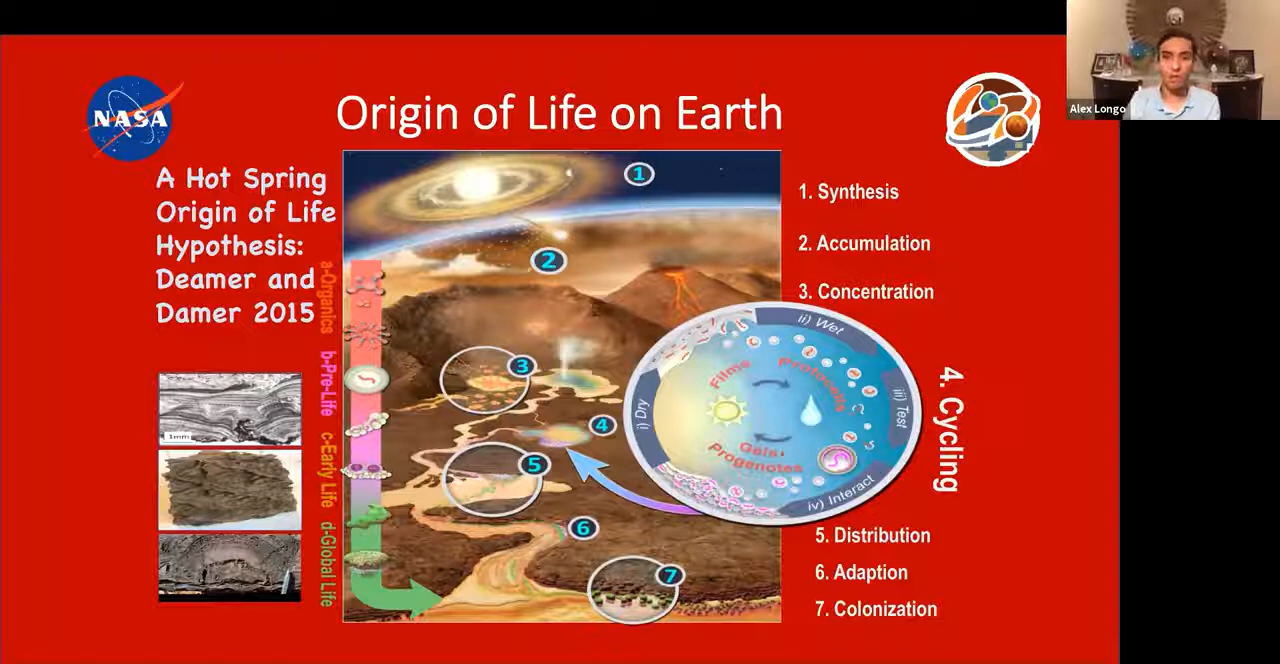 Alex Longo
NASA
Origin of Life on Earth
A Hot Spring
Origin of Life
Hypothesis:
Deamer and
Damer 2015
1mm
a-Organics
b-Pre-Life
c-Early Life
d-Global Life
1
2
3
4
5
6
7
i) Dry
ii) Wet
iii) Test
iv) Interact
Films
Protocells
Gels,
Progenotes
1. Synthesis
2. Accumulation
3. Concentration
4. Cycling
5. Distribution
6. Adaption
7. Colonization